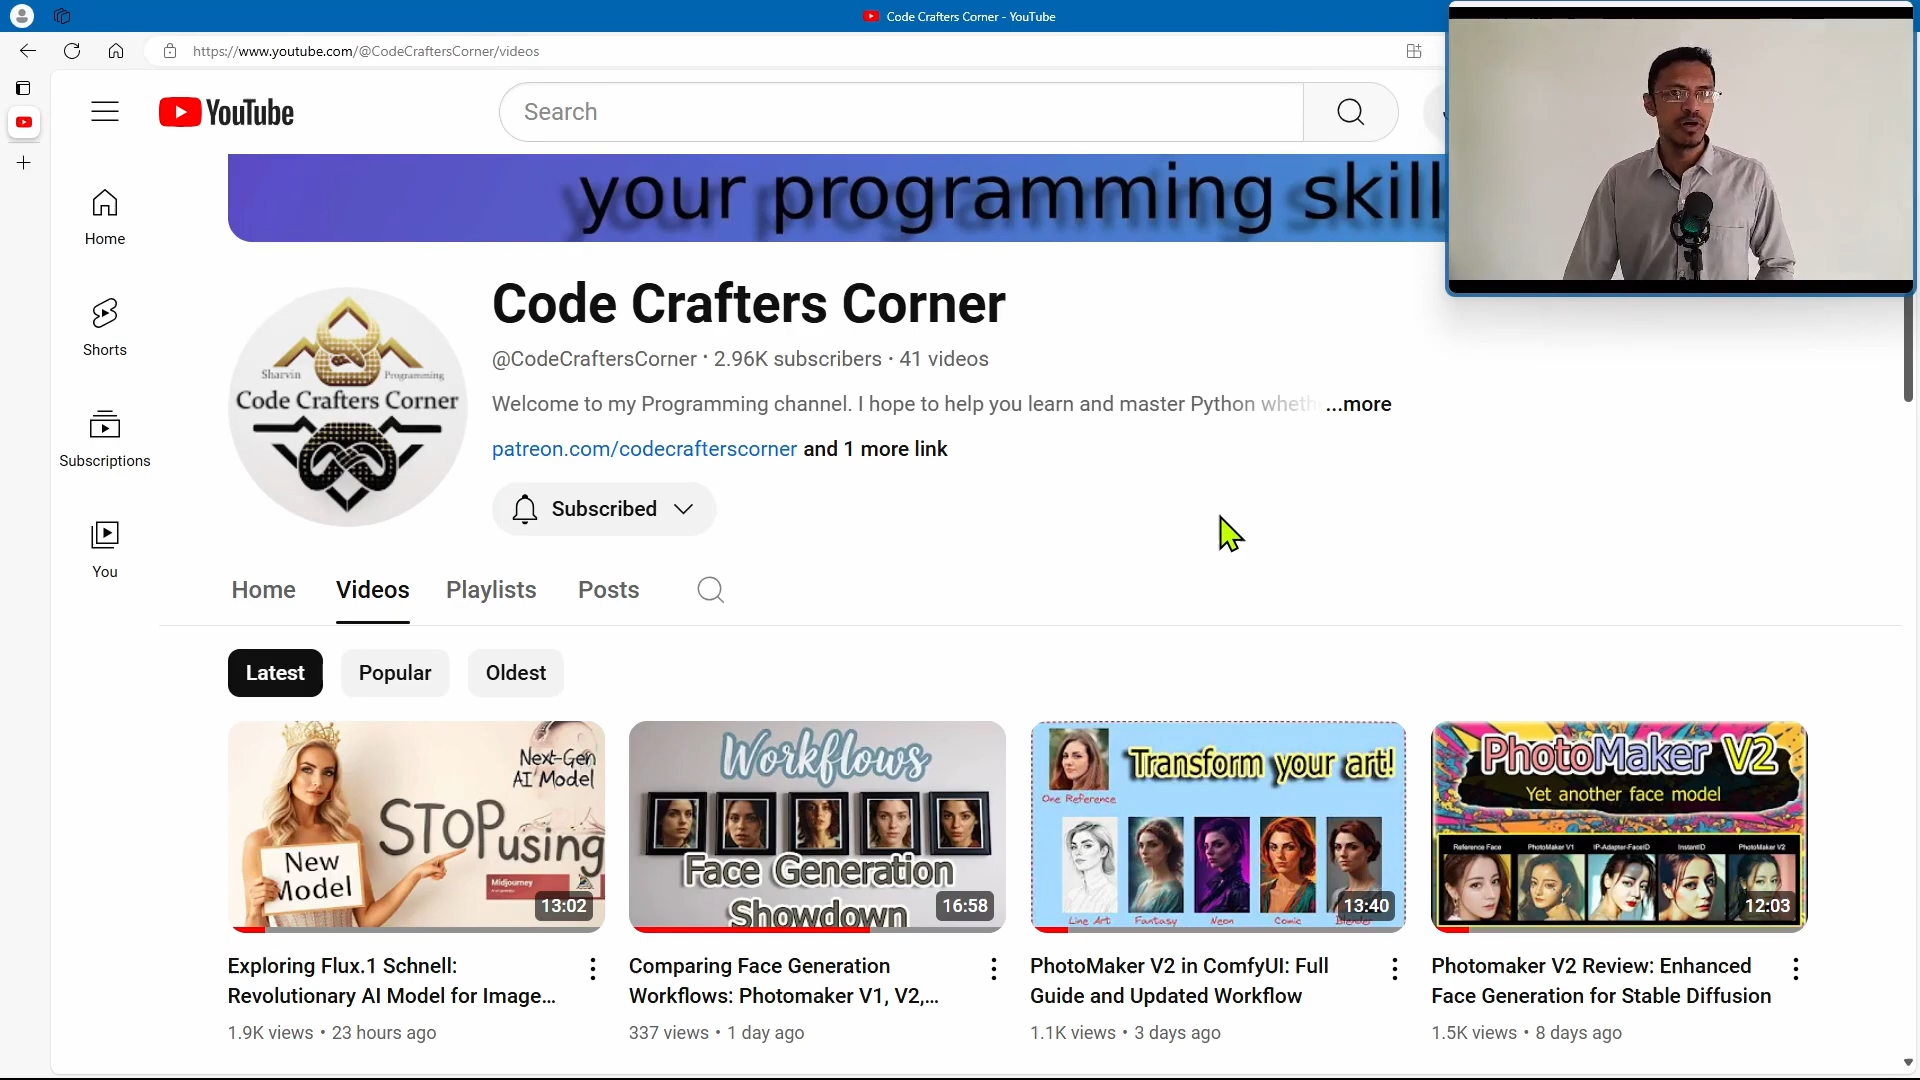 Code Crafters Corner - YouTube
https://www.youtube.com/@CodeCraftersCorner/videos
YouTube
Search
Home
Shorts
Subscriptions
You
your programming skill
Sharvin Programming
Code Crafters Corner
Code Crafters Corner
@CodeCraftersCorner · 2.96K subscribers · 41 videos
Welcome to my Programming channel. I hope to help you learn and master Python wheth ...more
patreon.com/codecrafterscorner and 1 more link
Subscribed
Home Videos Playlists Posts
Latest Popular Oldest
Next-Gen
AI Model
STOP using
New
Model
Midjourney
13:02
Workflows
Face Generation
Showdown
16:58
Transform your art!
One Reference
Line Art Fantasy Neon Comic Blender
13:40
PhotoMaker V2
Yet another face model
Reference Face PhotoMaker V1 IP-Adapter-FaceID InstantID PhotoMaker V2
12:03
Exploring Flux.1 Schnell:
Revolutionary AI Model for Image...
1.9K views · 23 hours ago
Comparing Face Generation
Workflows: Photomaker V1, V2,...
337 views · 1 day ago
PhotoMaker V2 in ComfyUI: Full
Guide and Updated Workflow
1.1K views · 3 days ago
Photomaker V2 Review: Enhanced
Face Generation for Stable Diffusion
1.5K views · 8 days ago